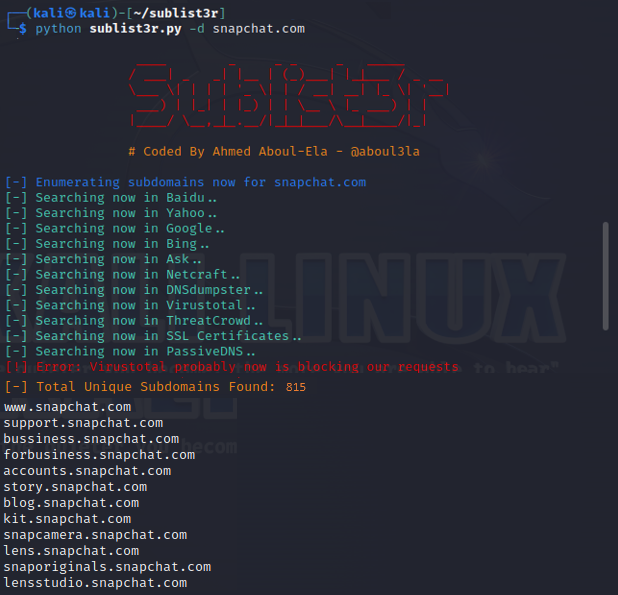 (kali㉿kali)-[~/sublist3r]
$ python sublist3r.py -d snapchat.com
Sublist3r
# Coded By Ahmed Aboul-Ela - @aboul3la
[-] Enumerating subdomains now for snapchat.com
[-] Searching now in Baidu..
[-] Searching now in Yahoo..
[-] Searching now in Google..
[-] Searching now in Bing..
[-] Searching now in Ask..
[-] Searching now in Netcraft..
[-] Searching now in DNSdumpster..
[-] Searching now in Virustotal..
[-] Searching now in ThreatCrowd..
[-] Searching now in SSL Certificates..
[-] Searching now in PassiveDNS..
[!] Error: Virustotal probably now is blocking our requests
[-] Total Unique Subdomains Found: 815
www.snapchat.com
support.snapchat.com
bussiness.snapchat.com
forbusiness.snapchat.com
accounts.snapchat.com
story.snapchat.com
blog.snapchat.com
kit.snapchat.com
snapcamera.snapchat.com
lens.snapchat.com
snaporiginals.snapchat.com
lensstudio.snapchat.com
LINUX
to hear"
becom